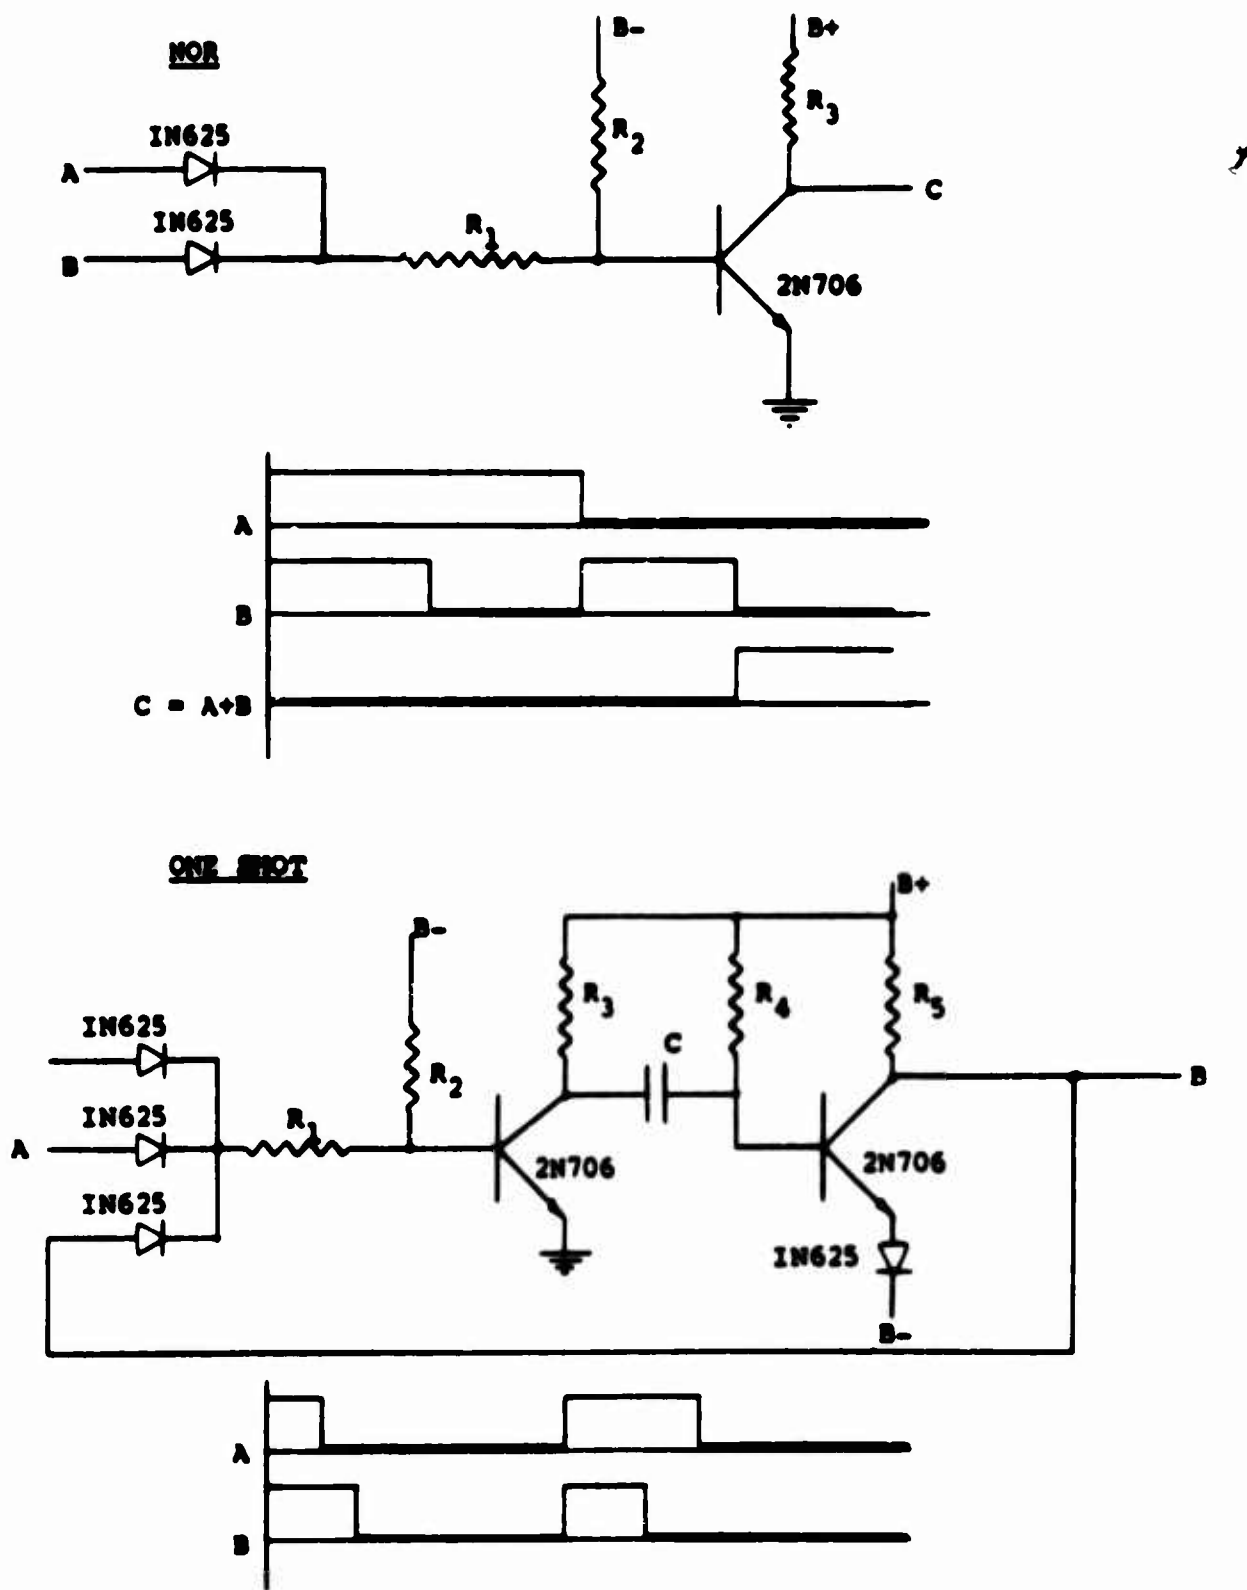 NOR
B-
B+
R2
R3
IN625
A
IN625
B
R1
C
2N706
A
B
C = A+B
ONE SHOT
B+
B-
R3
R4
R5
IN625
R2
C
B
IN625
A
R1
2N706
2N706
IN625
IN625
B-
A
B